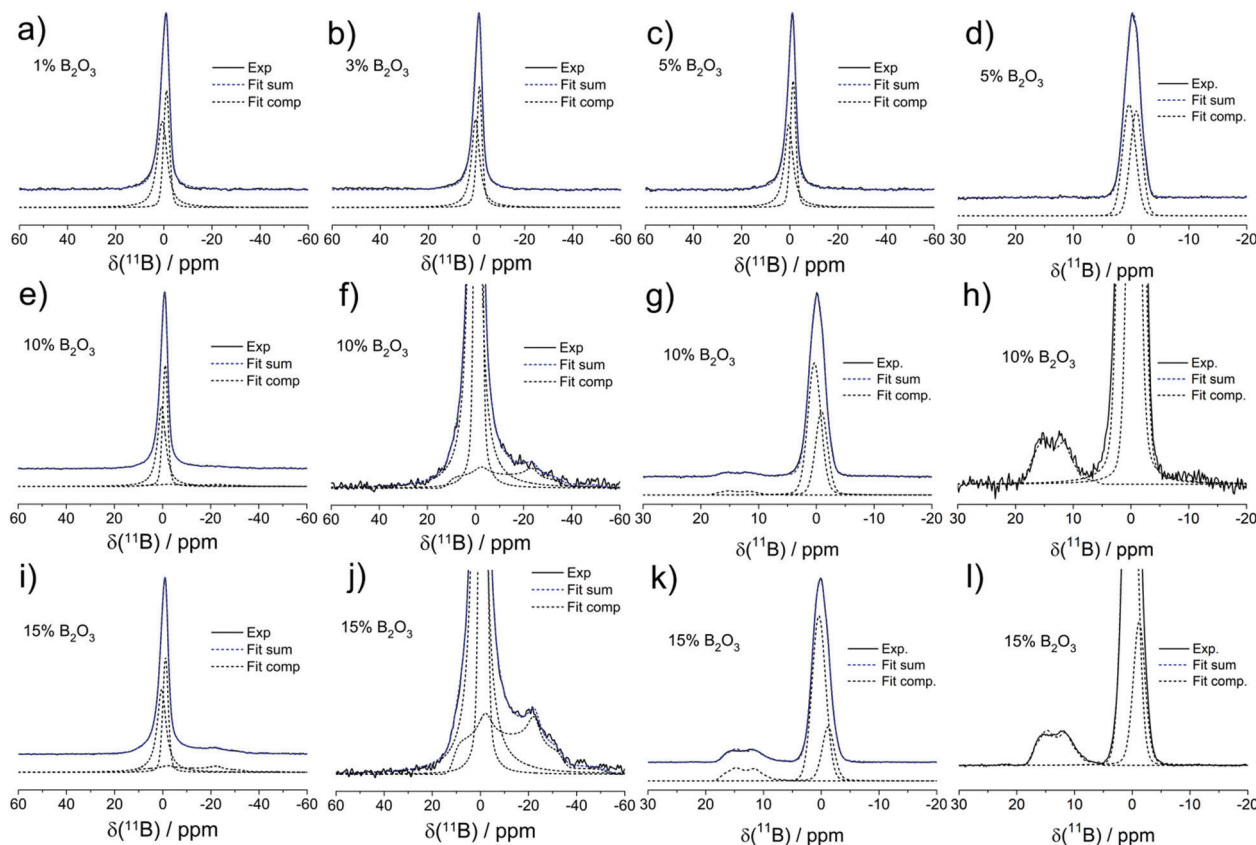 a)
1% B₂O₃
Exp
Fit sum
Fit comp
60 40 20 0 -20 -40 -60
δ(¹¹B) / ppm
b)
3% B₂O₃
Exp
Fit sum
Fit comp
60 40 20 0 -20 -40 -60
δ(¹¹B) / ppm
c)
5% B₂O₃
Exp
Fit sum
Fit comp
60 40 20 0 -20 -40 -60
δ(¹¹B) / ppm
d)
5% B₂O₃
Exp.
Fit sum
Fit comp.
30 20 10 0 -10 -20
δ(¹¹B) / ppm
e)
10% B₂O₃
Exp
Fit sum
Fit comp
60 40 20 0 -20 -40 -60
δ(¹¹B) / ppm
f)
10% B₂O₃
Exp
Fit sum
Fit comp
60 40 20 0 -20 -40 -60
δ(¹¹B) / ppm
g)
10% B₂O₃
Exp.
Fit sum
Fit comp.
30 20 10 0 -10 -20
δ(¹¹B) / ppm
h)
10% B₂O₃
Exp.
Fit sum
Fit comp.
30 20 10 0 -10 -20
δ(¹¹B) / ppm
i)
15% B₂O₃
Exp
Fit sum
Fit comp
60 40 20 0 -20 -40 -60
δ(¹¹B) / ppm
j)
15% B₂O₃
Exp
Fit sum
Fit comp
60 40 20 0 -20 -40 -60
δ(¹¹B) / ppm
k)
15% B₂O₃
Exp.
Fit sum
Fit comp.
30 20 10 0 -10 -20
δ(¹¹B) / ppm
l)
15% B₂O₃
Exp.
Fit sum
Fit comp.
30 20 10 0 -10 -20
δ(¹¹B) / ppm